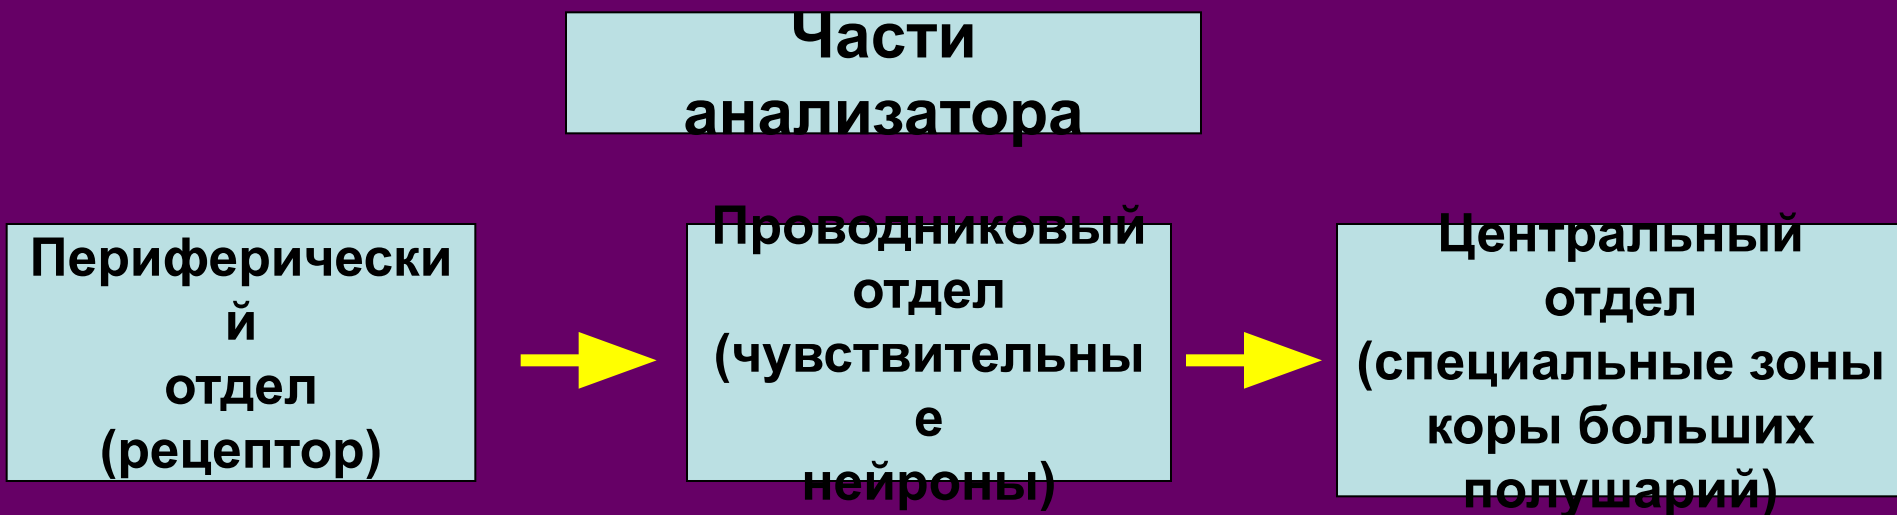 Части
анализатора
Периферически
й
отдел
(рецептор)
Проводниковый
отдел
(чувствительны
е
нейроны)
Центральный
отдел
(специальные зоны
коры больших
полушарий)